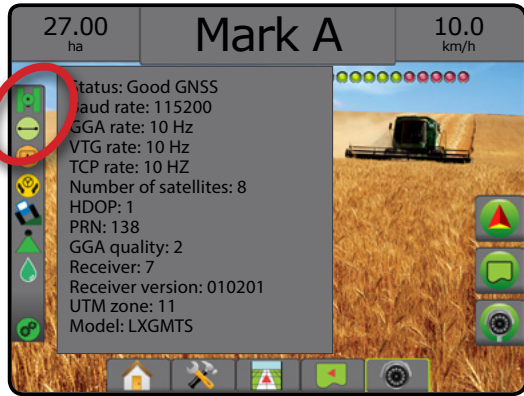 27.00
ha
Mark A
10.0
km/h
Status: Good GNSS
Baud rate: 115200
GGA rate: 10 Hz
VTG rate: 10 Hz
TCP rate: 10 HZ
Number of satellites: 8
HDOP: 1
PRN: 138
GGA quality: 2
Receiver: 7
Receiver version: 010201
UTM zone: 11
Model: LXGMTS